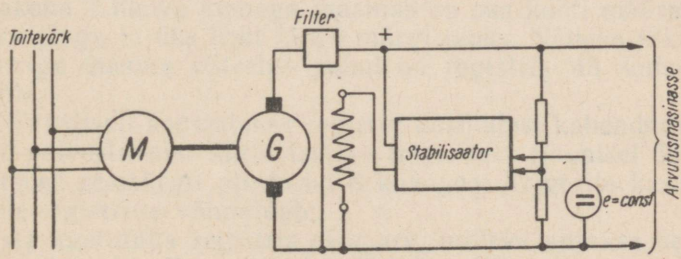 Filter
Toitevõrk
+
M
G
Stabilisaator
e=const
Arvutusmasinasse